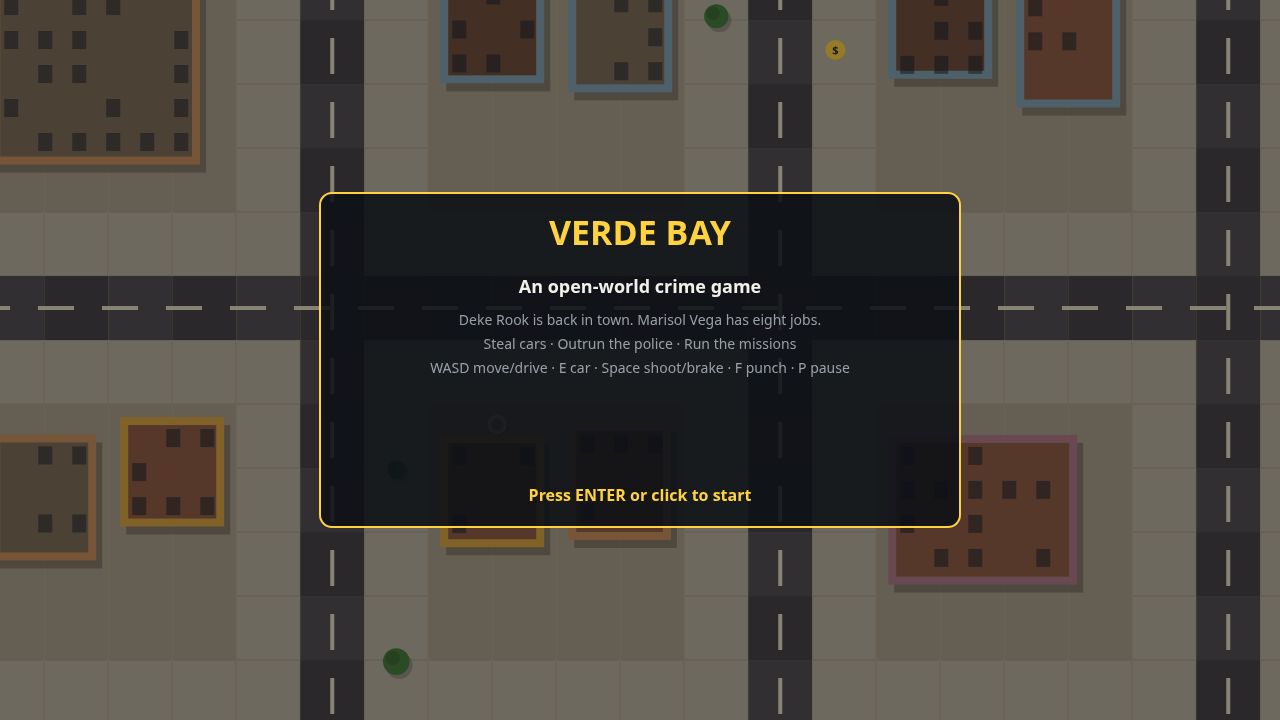 $
VERDE BAY
An open-world crime game
Deke Rook is back in town. Marisol Vega has eight jobs.
Steal cars · Outrun the police · Run the missions
WASD move/drive · E car · Space shoot/brake · F punch · P pause
Press ENTER or click to start